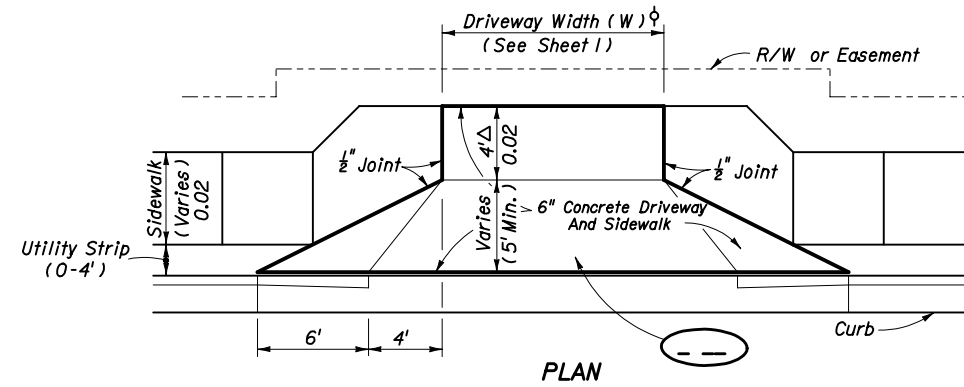 Driveway Width (W) ϕ
(See Sheet 1)
R/W or Easement
4'Δ
0.02
½" Joint
½" Joint
Sidewalk
(Varies)
0.02
Varies
(5' Min.)
6" Concrete Driveway
And Sidewalk
Utility Strip
(0-4')
6'
4'
Curb
PLAN